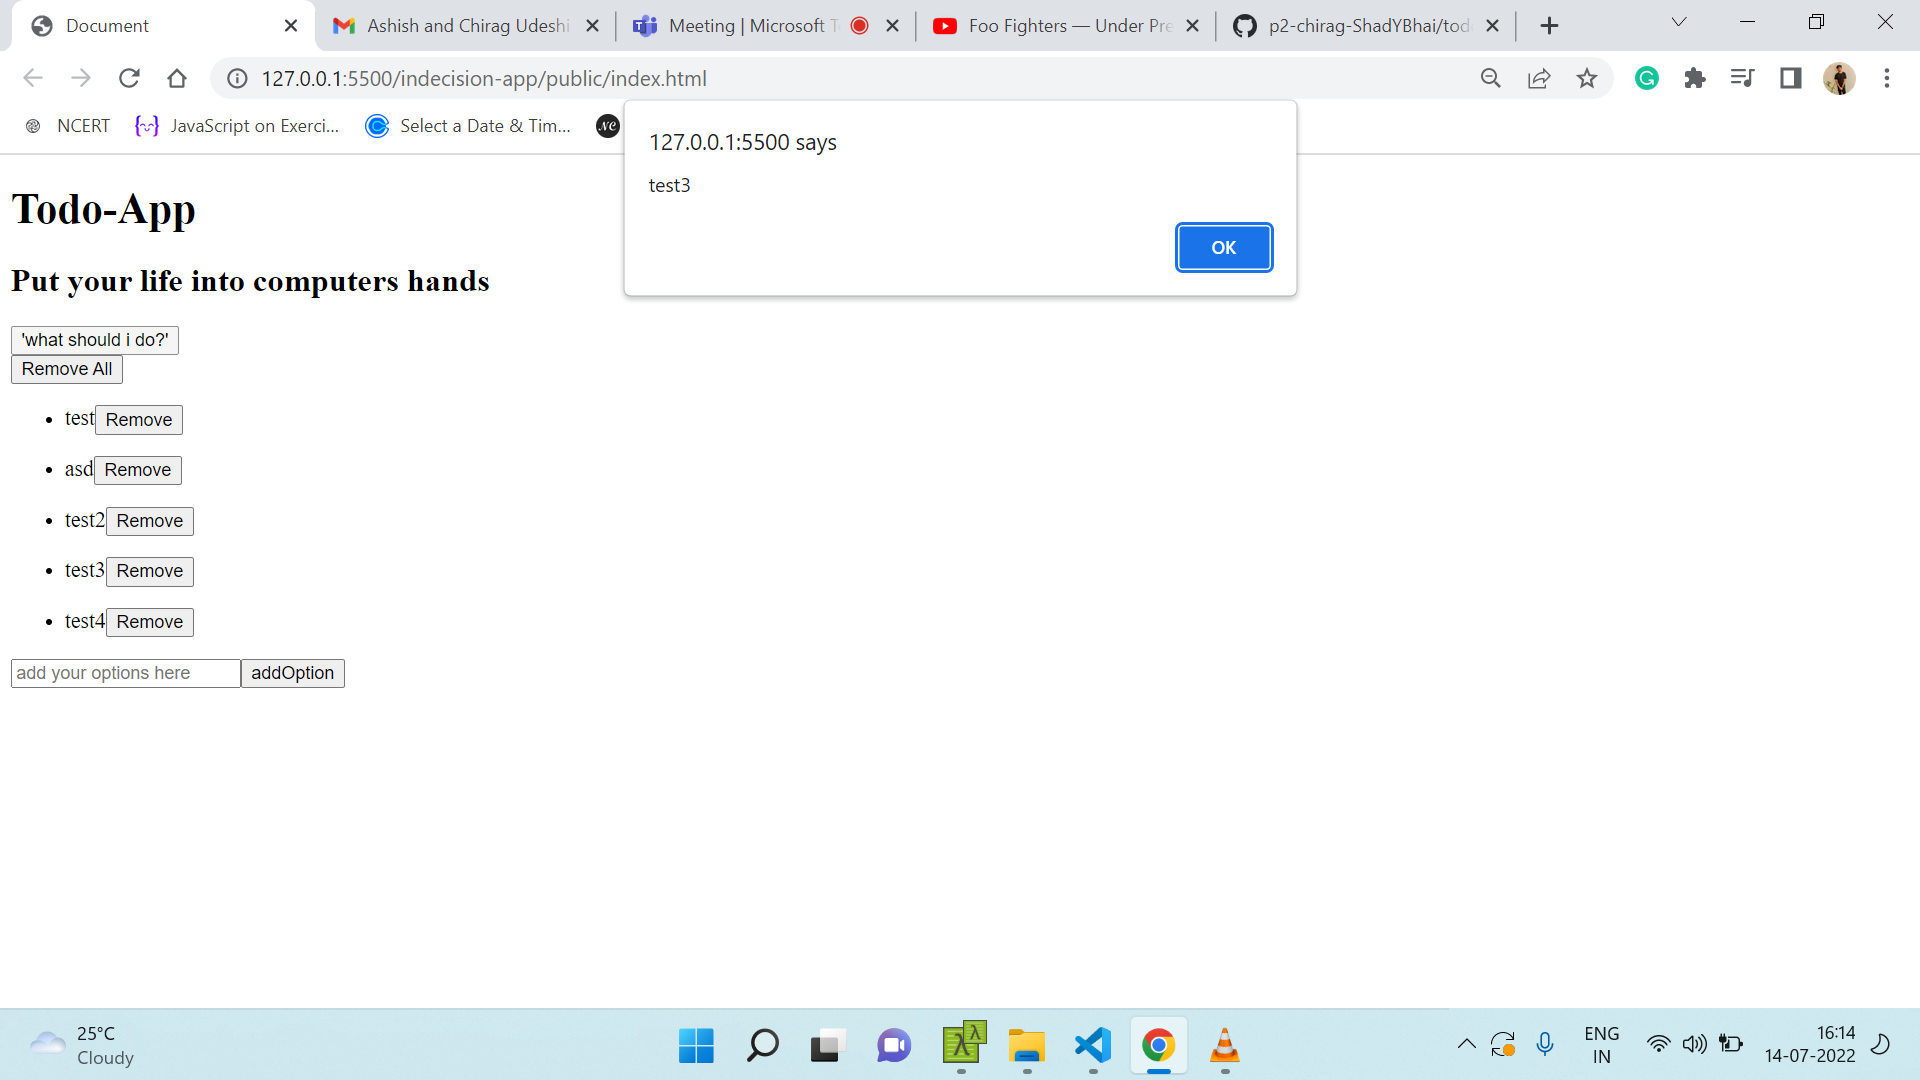 Document
Ashish and Chirag Udeshi
Meeting | Microsoft T
Foo Fighters — Under Pre
p2-chirag-ShadYBhai/tod
127.0.0.1:5500/indecision-app/public/index.html
NCERT
JavaScript on Exerci...
Select a Date & Tim...
NC
127.0.0.1:5500 says
test3
OK
Todo-App
Put your life into computers hands
'what should i do?'
Remove All
• test Remove
• asd Remove
• test2 Remove
• test3 Remove
• test4 Remove
add your options here addOption
25°C
Cloudy
ENG
IN
16:14
14-07-2022